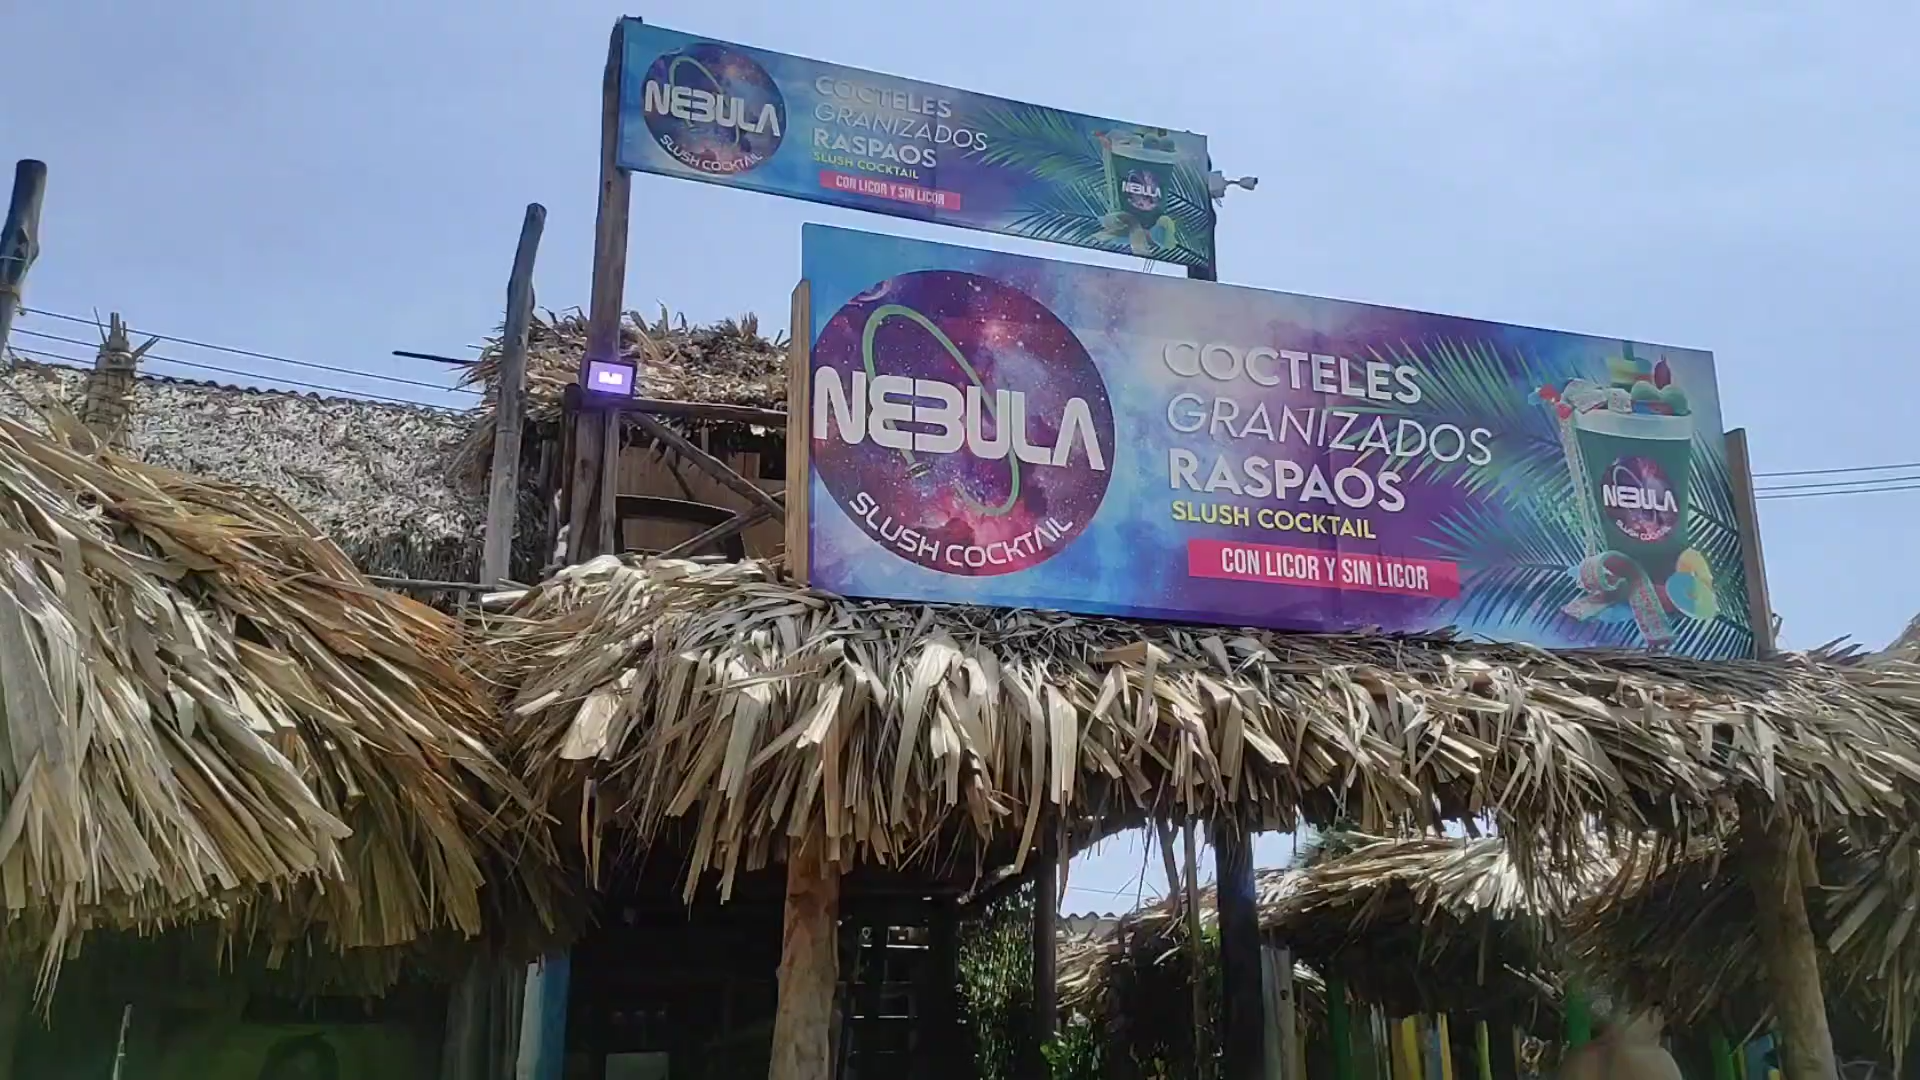 NEBULA
SLUSH COCKTAIL
COCTELES
GRANIZADOS
RASPAOS
SLUSH COCKTAIL
CON LICOR Y SIN LICOR
NEBULA
NEBULA
SLUSH COCKTAIL
COCTELES
GRANIZADOS
RASPAOS
SLUSH COCKTAIL
CON LICOR Y SIN LICOR
NEBULA
SLUSH COCKTAIL